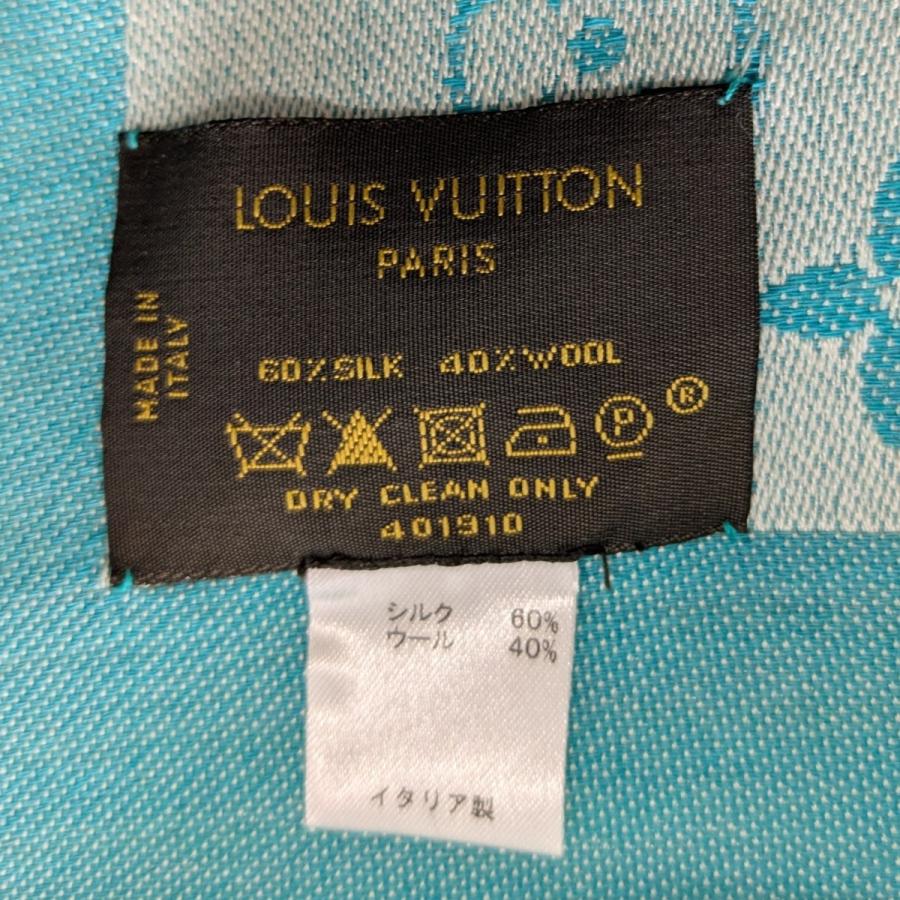 LOUIS VUITTON
PARIS
MADE IN
ITALY
60%SILK 40%WOOL
P ®
DRY CLEAN ONLY
401910
シルク 60%
ウール 40%
イタリア製